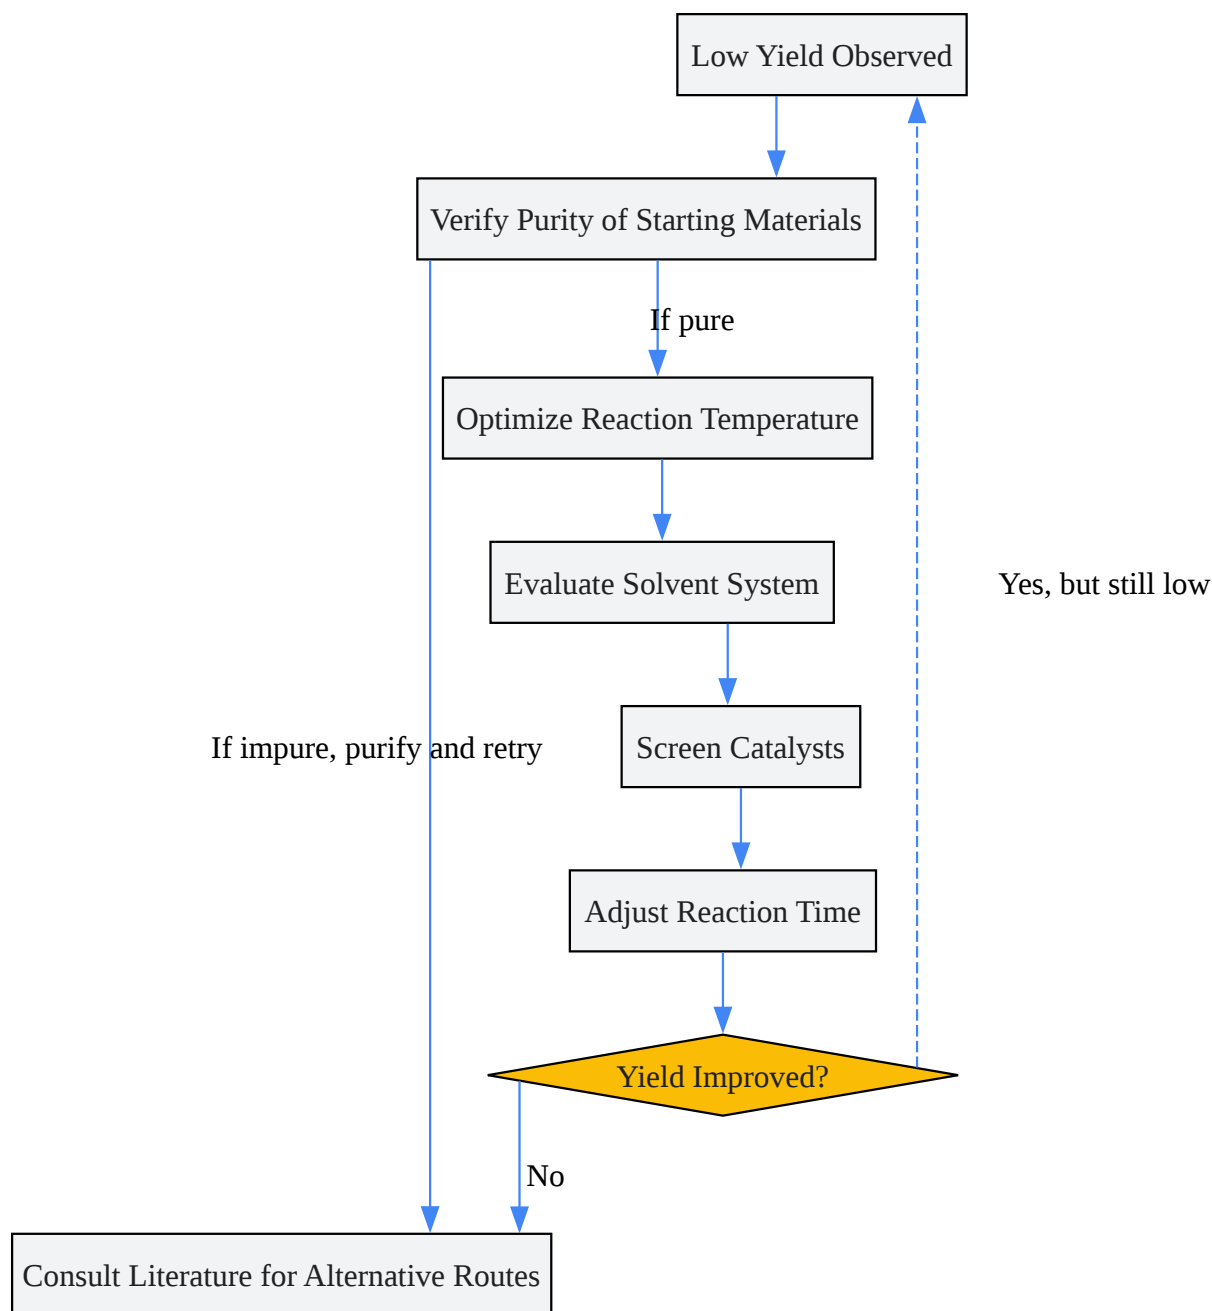 Low Yield Observed
Verify Purity of Starting Materials
If pure
Optimize Reaction Temperature
Evaluate Solvent System
Yes, but still low
If impure, purify and retry
Screen Catalysts
Adjust Reaction Time
Yield Improved?
No
Consult Literature for Alternative Routes